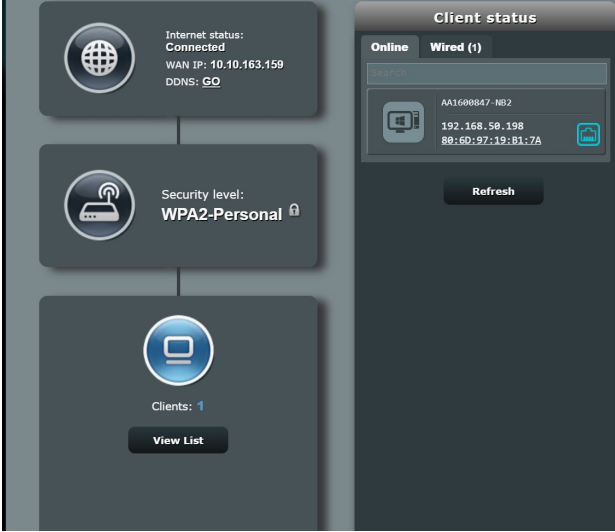 Internet status:
Connected
WAN IP: 10.10.163.159
DDNS: GO
Security level:
WPA2-Personal
Clients: 1
View List
Client status
Online Wired (1)
Search
AA1600847-NB2
192.168.50.198
80:6D:97:19:B1:7A
Refresh